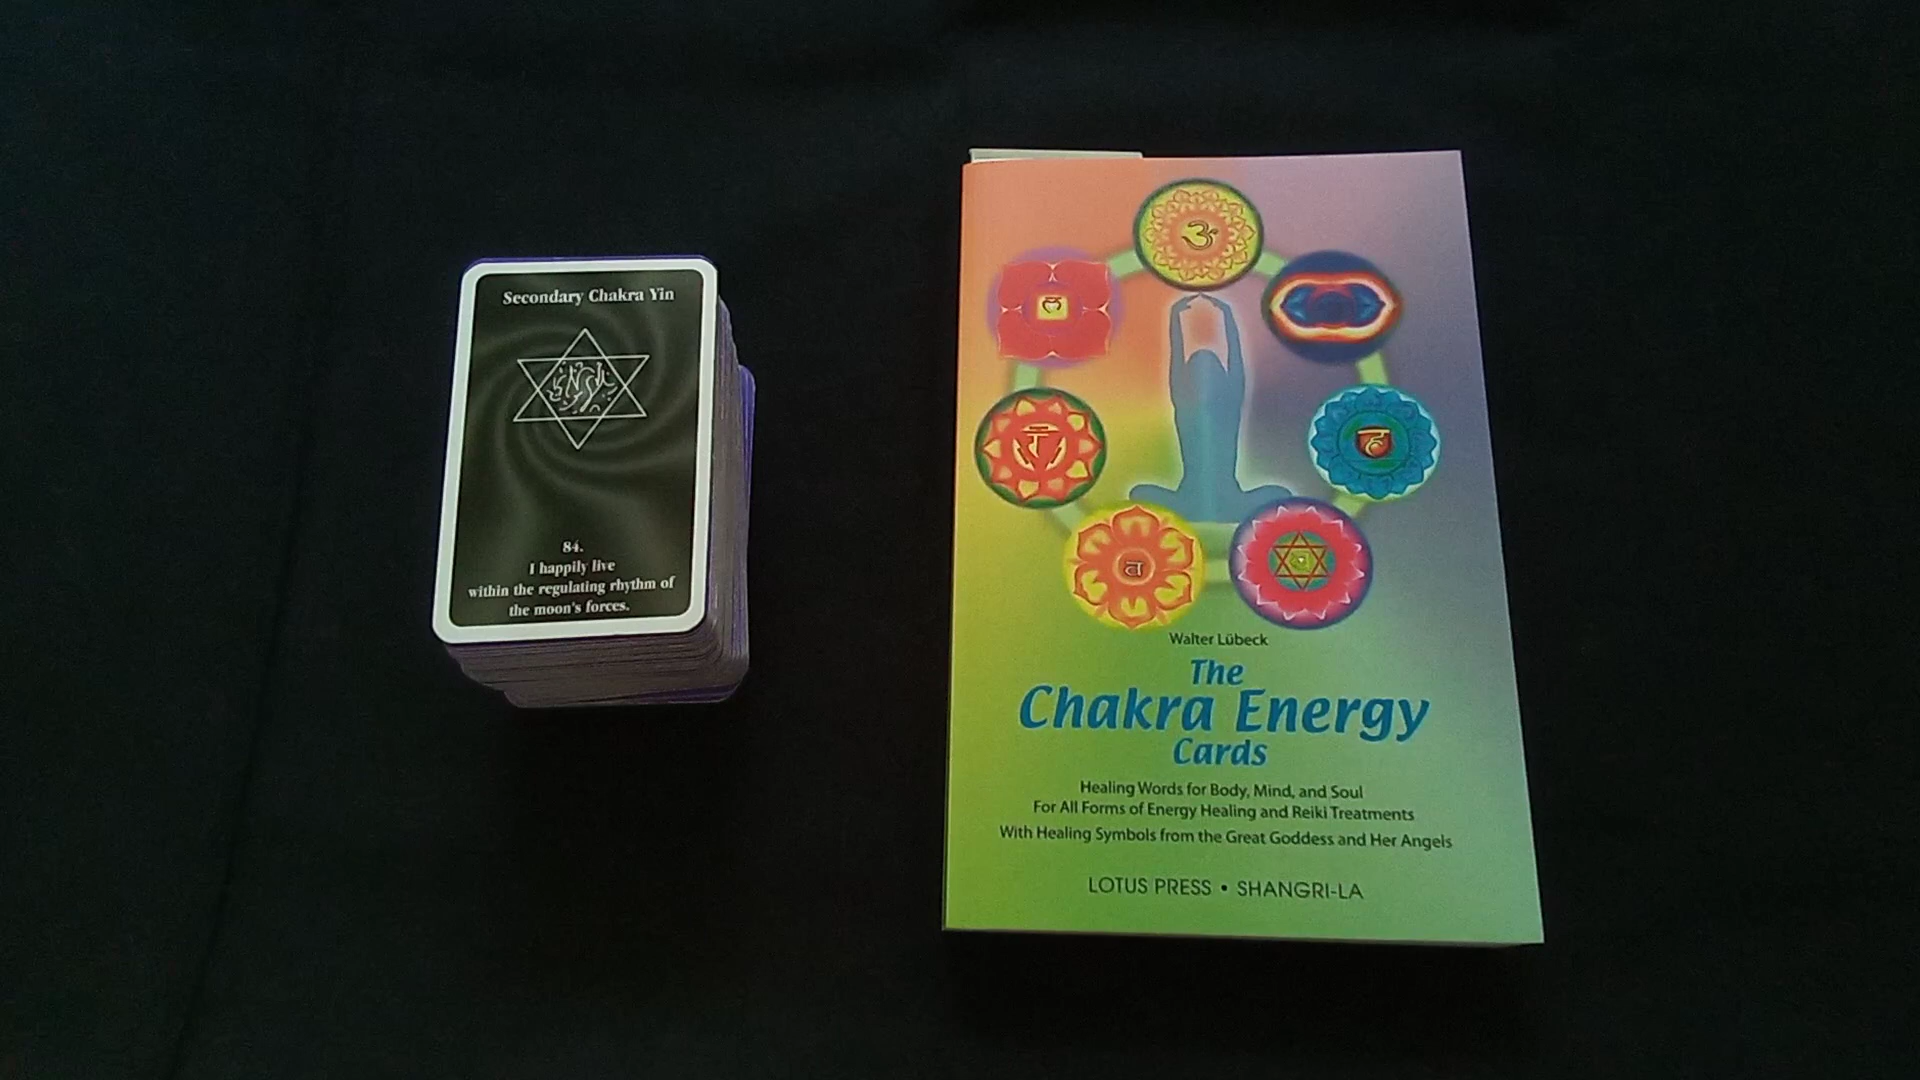 Secondary Chakra Yin
84.
I happily live
within the regulating rhythm of
the moon's forces.
Walter Lübeck
The
Chakra Energy
Cards
Healing Words for Body, Mind, and Soul
For All Forms of Energy Healing and Reiki Treatments
With Healing Symbols from the Great Goddess and Her Angels
LOTUS PRESS • SHANGRI-LA